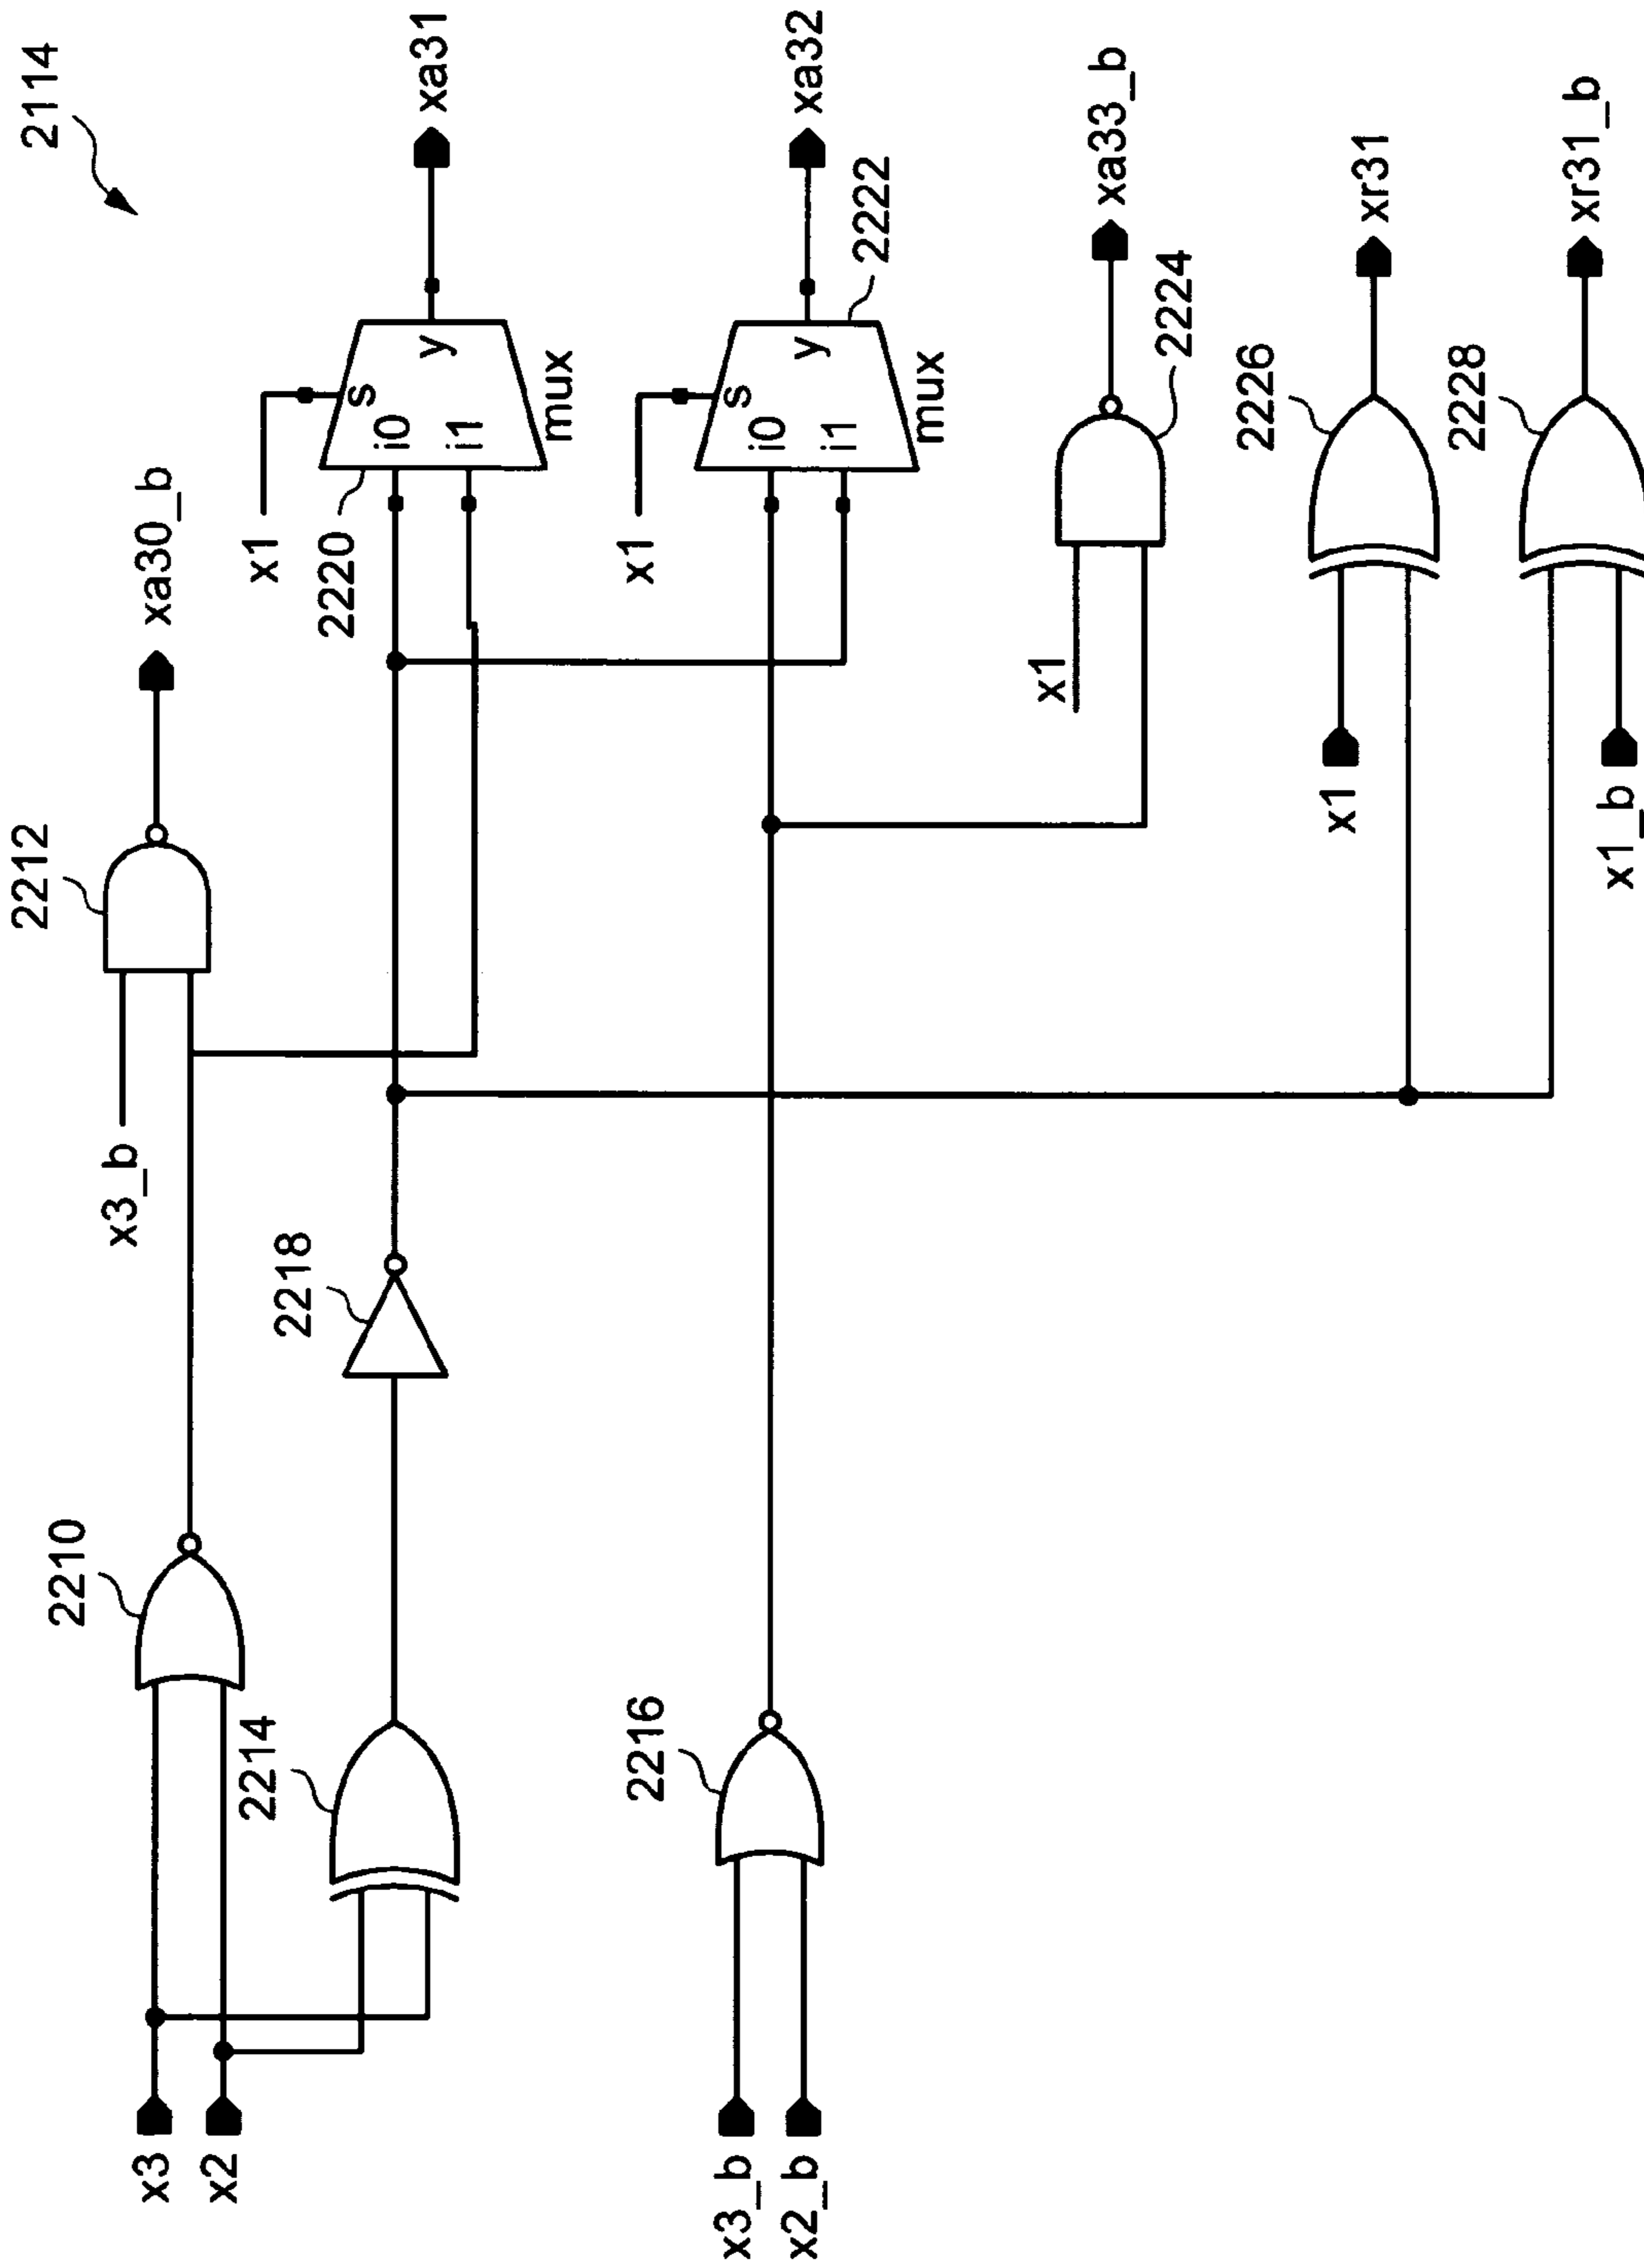 2114
2212
xa30_b
x3_b
2210
x3
x2
2214
2218
x1
2220
s
i0
i1
y
mux
xa31
x1
s
i0
i1
y
mux
xa32
2222
2216
x3_b
x2_b
x1
2224
xa33_b
x1
2226
xr31
2228
x1_b
xr31_b